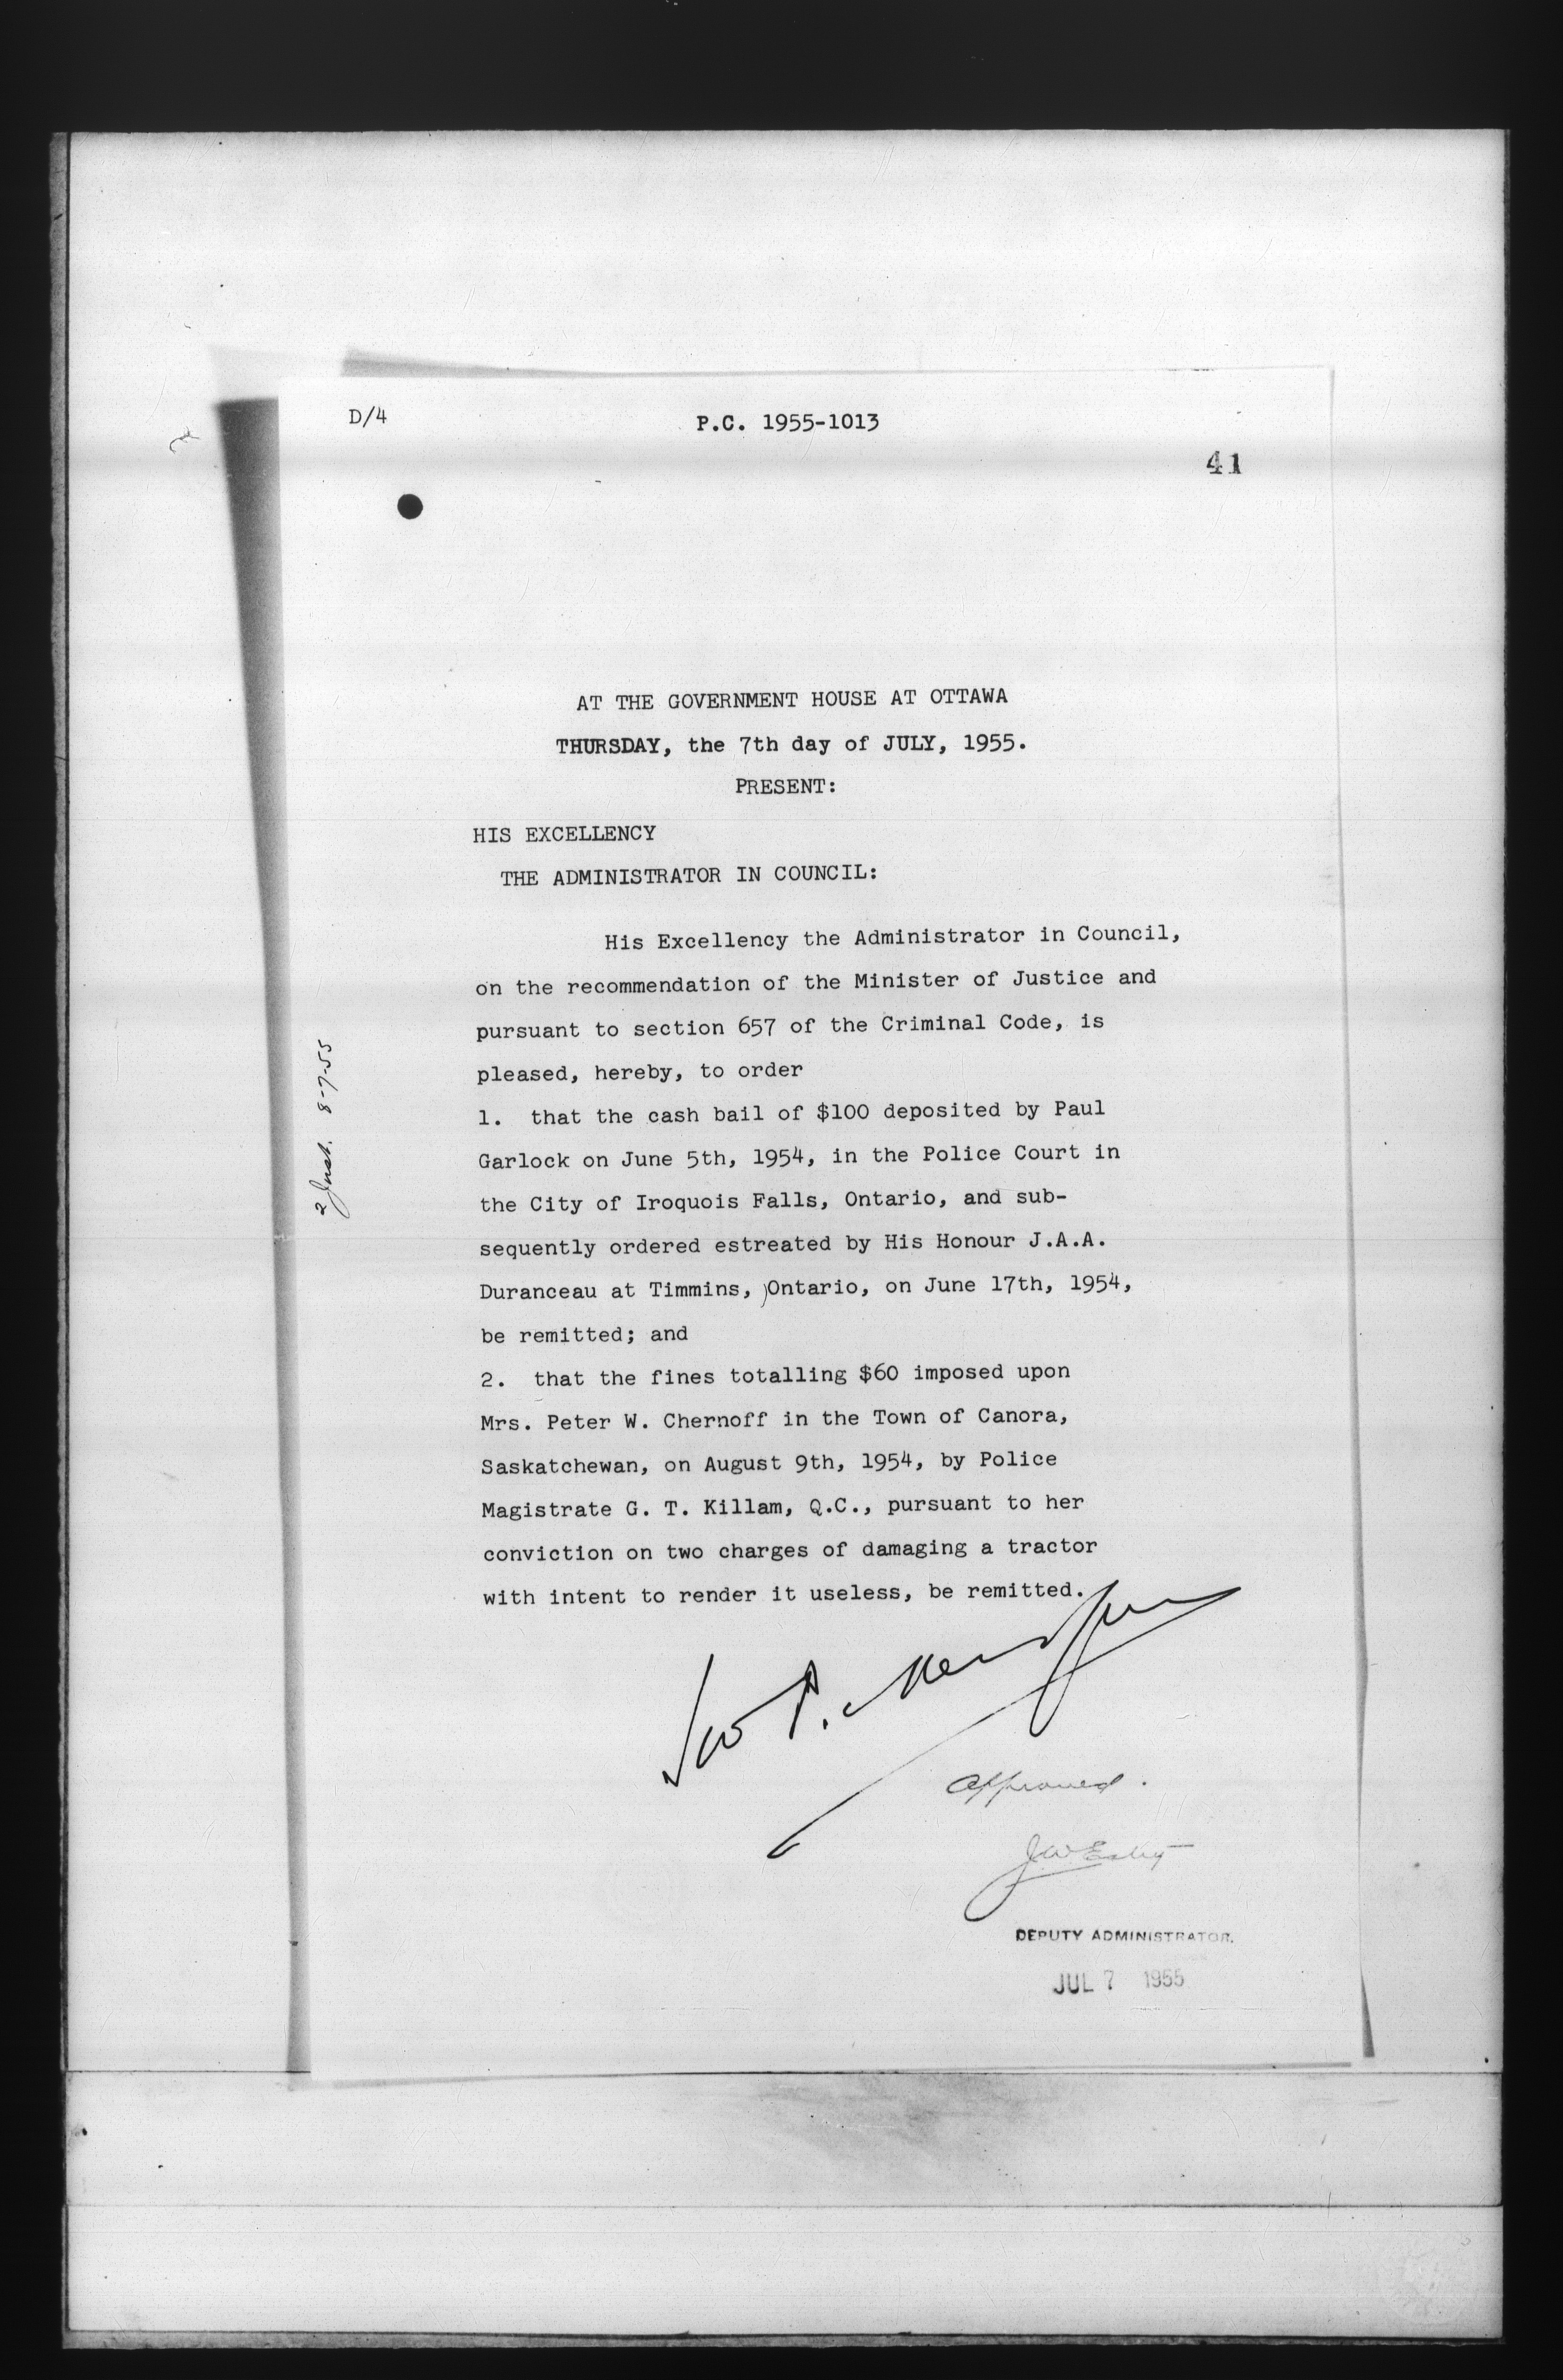 D/4
P.C. 1955-1013
41
AT THE GOVERNMENT HOUSE AT OTTAWA
THURSDAY, the 7th day of JULY, 1955.
PRESENT:
HIS EXCELLENCY
THE ADMINISTRATOR IN COUNCIL:
His Excellency the Administrator in Council,
on the recommendation of the Minister of Justice and
pursuant to section 657 of the Criminal Code, is
pleased, hereby, to order
1. that the cash bail of $100 deposited by Paul
Garlock on June 5th, 1954, in the Police Court in
the City of Iroquois Falls, Ontario, and sub-
sequently ordered estreated by His Honour J.A.A.
Duranceau at Timmins, Ontario, on June 17th, 1954,
be remitted; and
2. that the fines totalling $60 imposed upon
Mrs. Peter W. Chernoff in the Town of Canora,
Saskatchewan, on August 9th, 1954, by Police
Magistrate G. T. Killam, Q.C., pursuant to her
conviction on two charges of damaging a tractor
with intent to render it useless, be remitted.
2 Just. 8-7-55
Approved.
DEPUTY ADMINISTRATOR.
JUL 7 1955